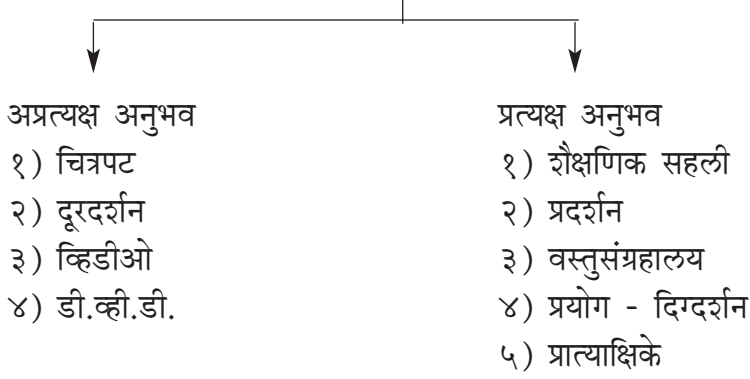 अप्रत्यक्ष अनुभव
१) चित्रपट
२) दूरदर्शन
३) व्हिडीओ
४) डी.व्ही.डी.
प्रत्यक्ष अनुभव
१) शैक्षणिक सहली
२) प्रदर्शन
३) वस्तुसंग्रहालय
४) प्रयोग - दिग्दर्शन
५) प्रात्याक्षिके